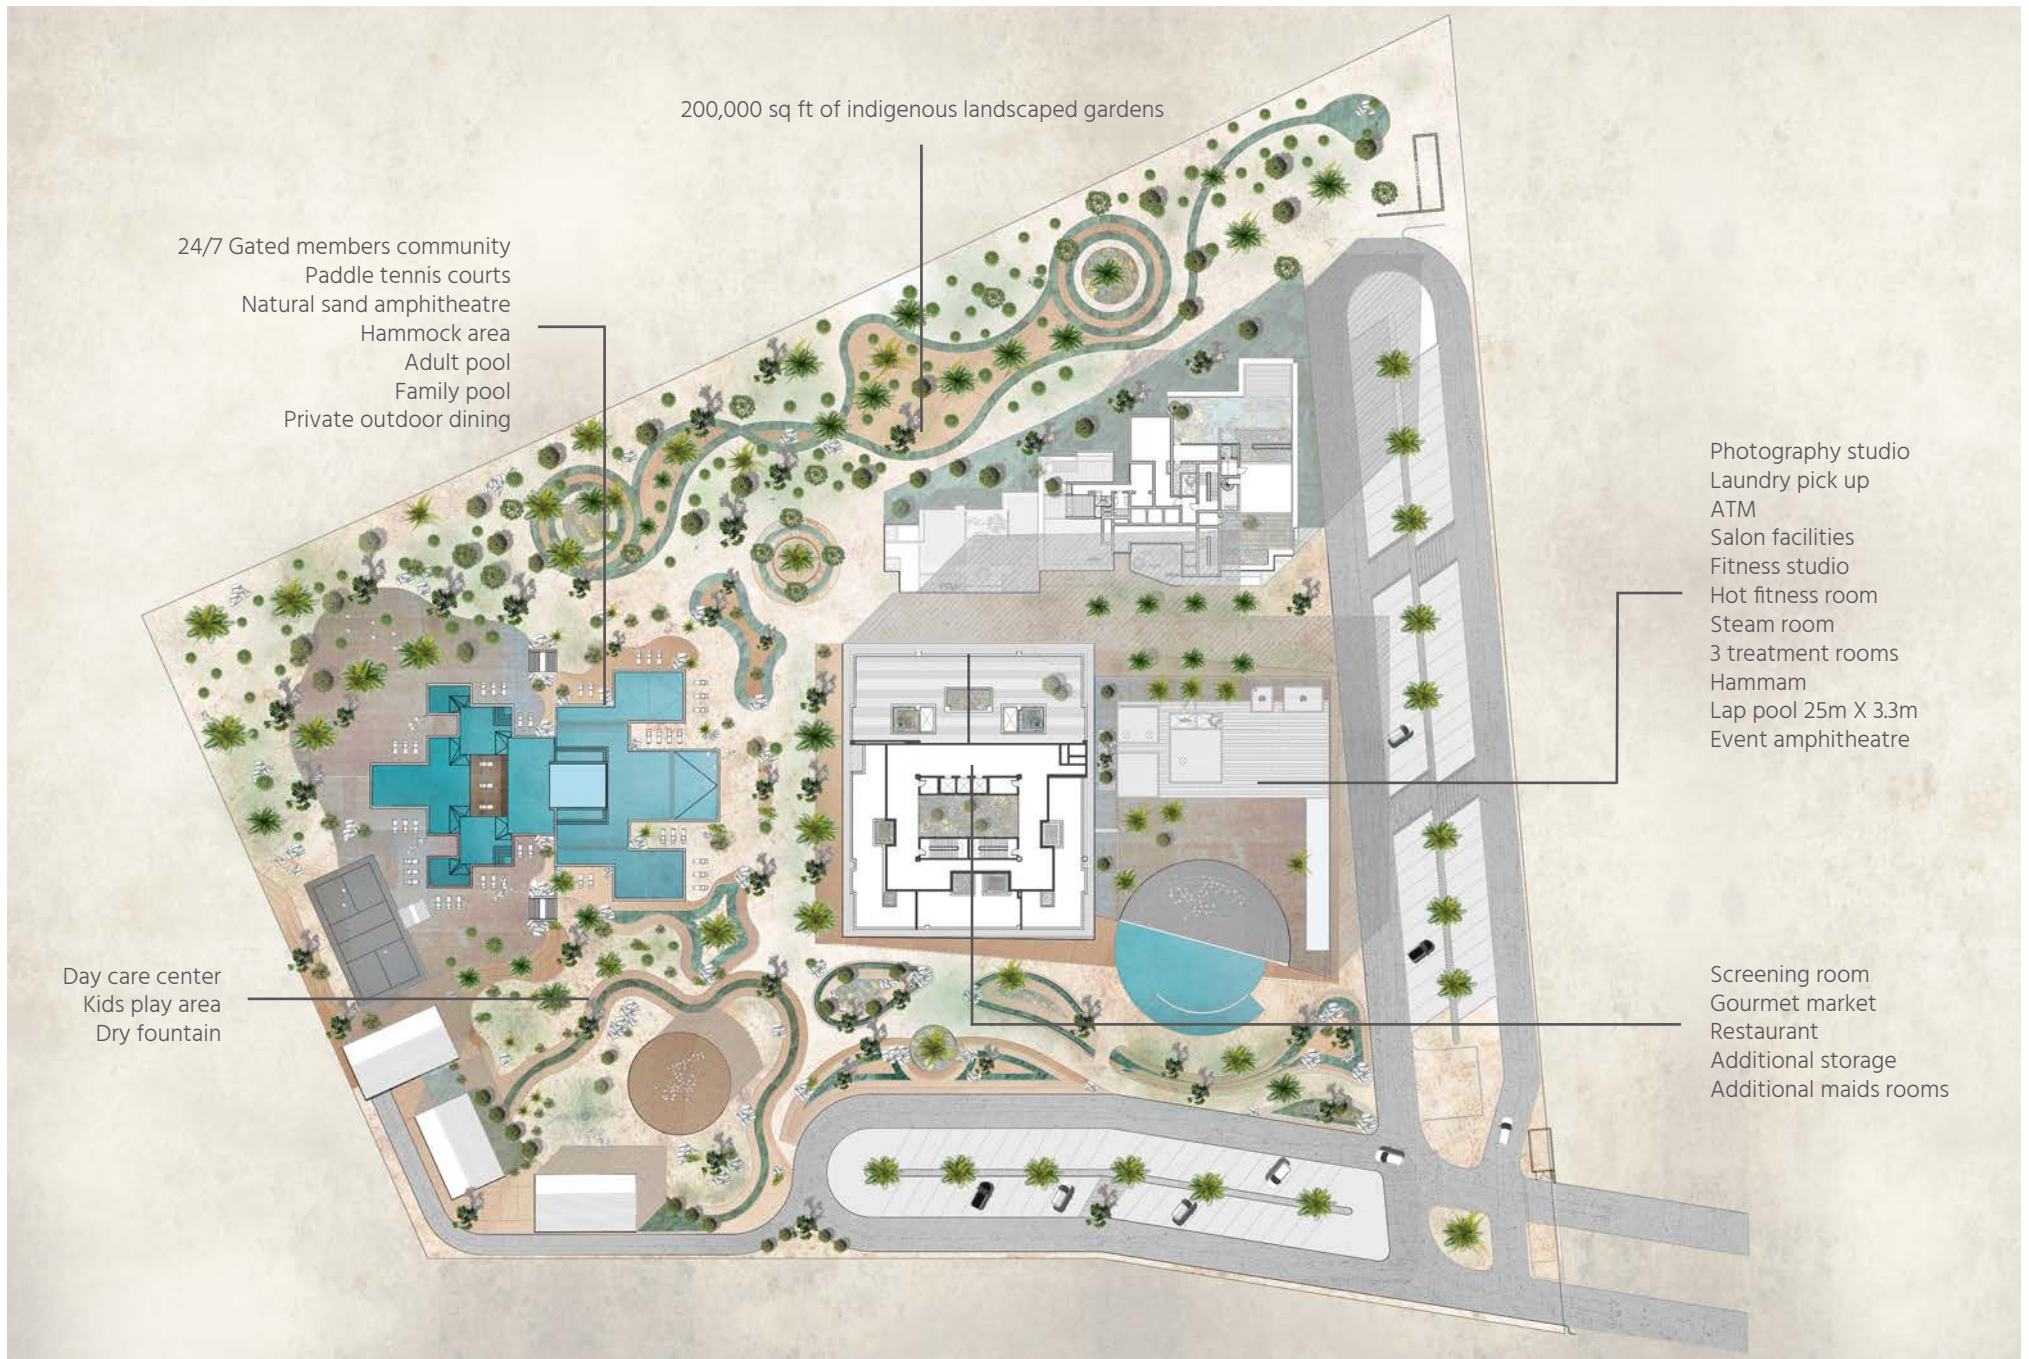 200,000 sq ft of indigenous landscaped gardens
24/7 Gated members community
Paddle tennis courts
Natural sand amphitheatre
Hammock area
Adult pool
Family pool
Private outdoor dining
Photography studio
Laundry pick up
ATM
Salon facilities
Fitness studio
Hot fitness room
Steam room
3 treatment rooms
Hammam
Lap pool 25m X 3.3m
Event amphitheatre
Day care center
Kids play area
Dry fountain
Screening room
Gourmet market
Restaurant
Additional storage
Additional maids rooms